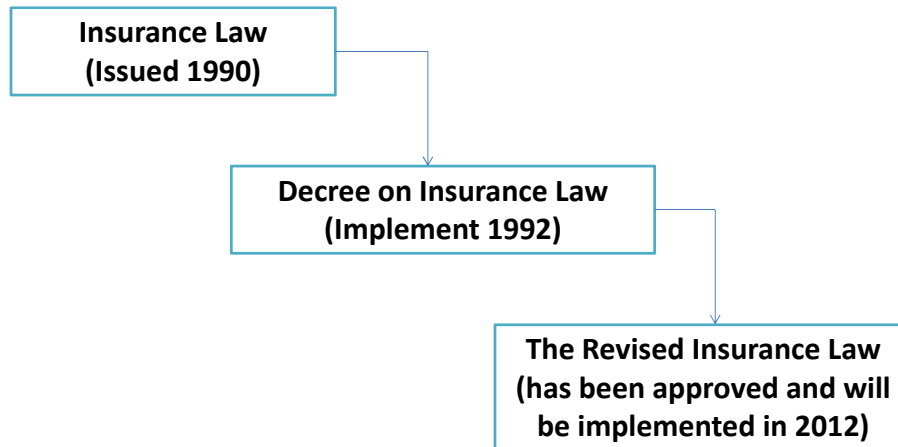 Insurance Law
(Issued 1990)
Decree on Insurance Law
(Implement 1992)
The Revised Insurance Law
(has been approved and will
be implemented in 2012)